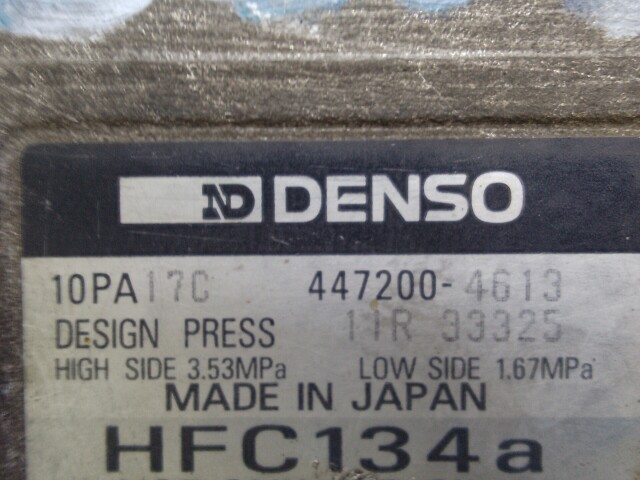 ND DENSO
10PA17C 447200-4613
DESIGN PRESS 11R 33325
HIGH SIDE 3.53MPa LOW SIDE 1.67MPa
MADE IN JAPAN
HFC134a